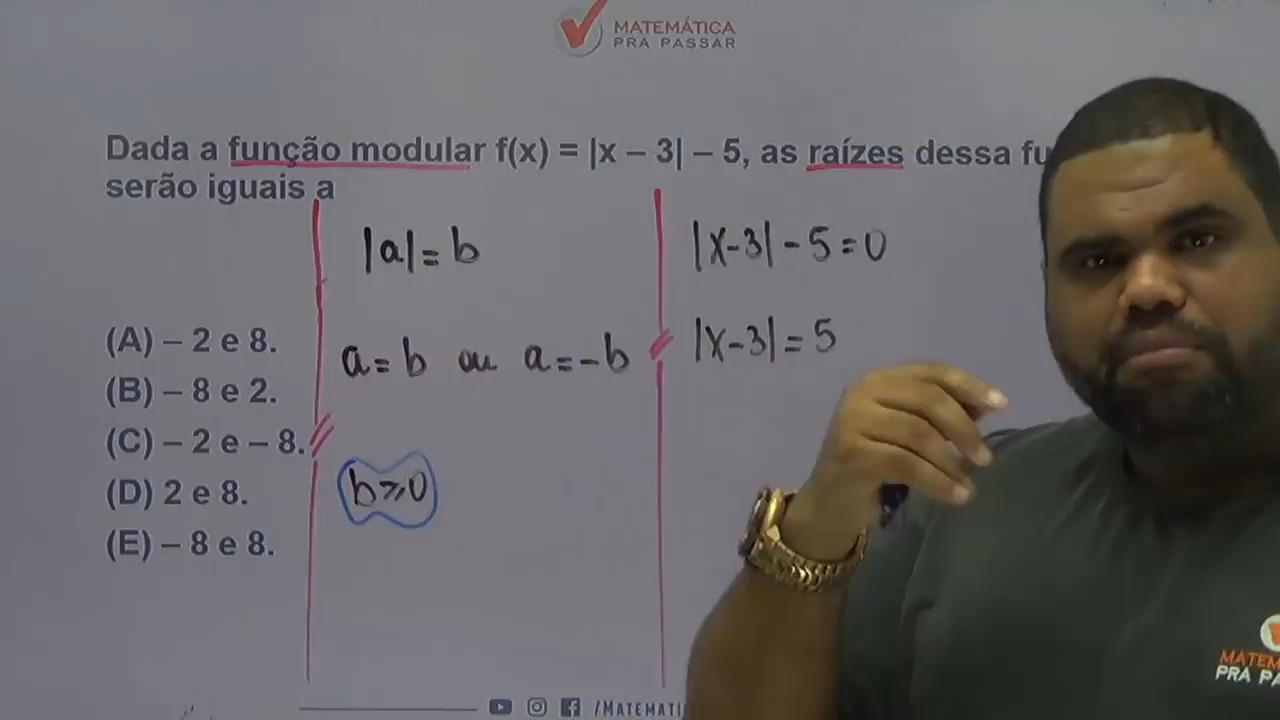 MATEMÁTICA
PRA PASSAR
Dada a função modular f(x) = |x – 3| – 5, as raízes dessa fu
serão iguais a
(A) – 2 e 8.
(B) – 8 e 2.
(C) – 2 e – 8.
(D) 2 e 8.
(E) – 8 e 8.
|a| = b
a = b ou a = –b
b ⩾ 0
|x-3| - 5 = 0
|x-3| = 5
/MATEMATI
MATEM
PRA PA